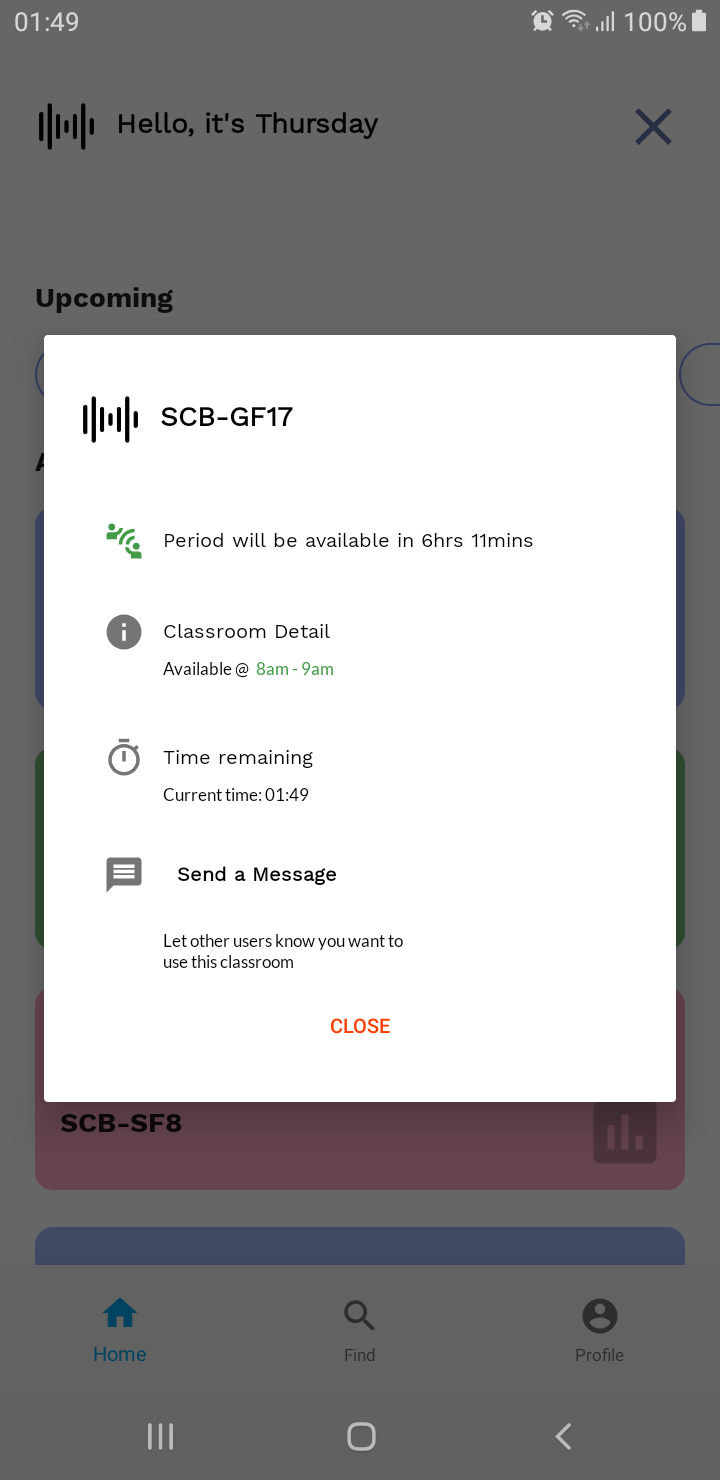 01:49
100%
Hello, it's Thursday
Upcoming
SCB-GF17
Period will be available in 6hrs 11mins
Classroom Detail
Available @ 8am - 9am
Time remaining
Current time: 01:49
Send a Message
Let other users know you want to
use this classroom
CLOSE
SCB-SF8
Home
Find
Profile